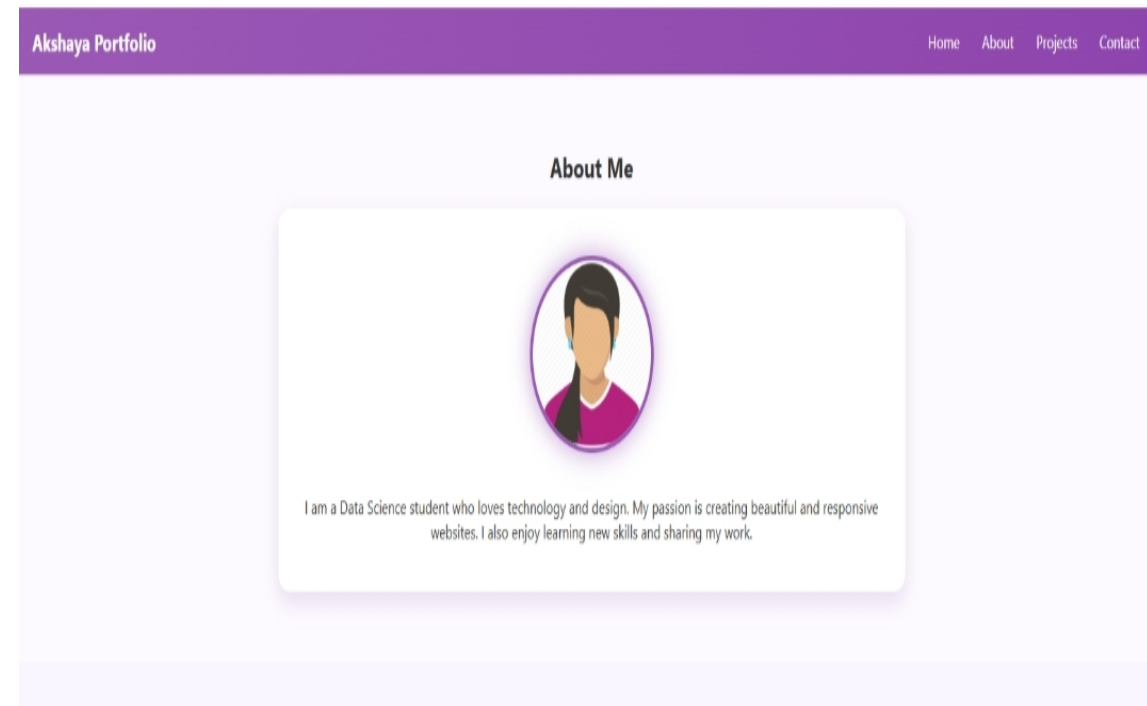 Akshaya Portfolio
Home About Projects Contact
About Me
I am a Data Science student who loves technology and design. My passion is creating beautiful and responsive
websites. I also enjoy learning new skills and sharing my work.